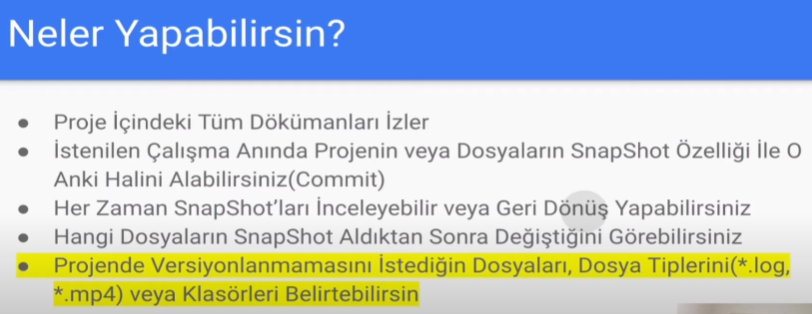 Neler Yapabilirsin?
● Proje İçindeki Tüm Dökümanları İzler
● İstenilen Çalışma Anında Projenin veya Dosyaların SnapShot Özelliği İle O
Anki Halini Alabilirsiniz(Commit)
● Her Zaman SnapShot'ları İnceleyebilir veya Geri Dönüş Yapabilirsiniz
● Hangi Dosyaların SnapShot Aldıktan Sonra Değiştiğini Görebilirsiniz
● Projende Versiyonlanmamasını İstediğin Dosyaları, Dosya Tiplerini(*.log,
*.mp4) veya Klasörleri Belirtebilirsin